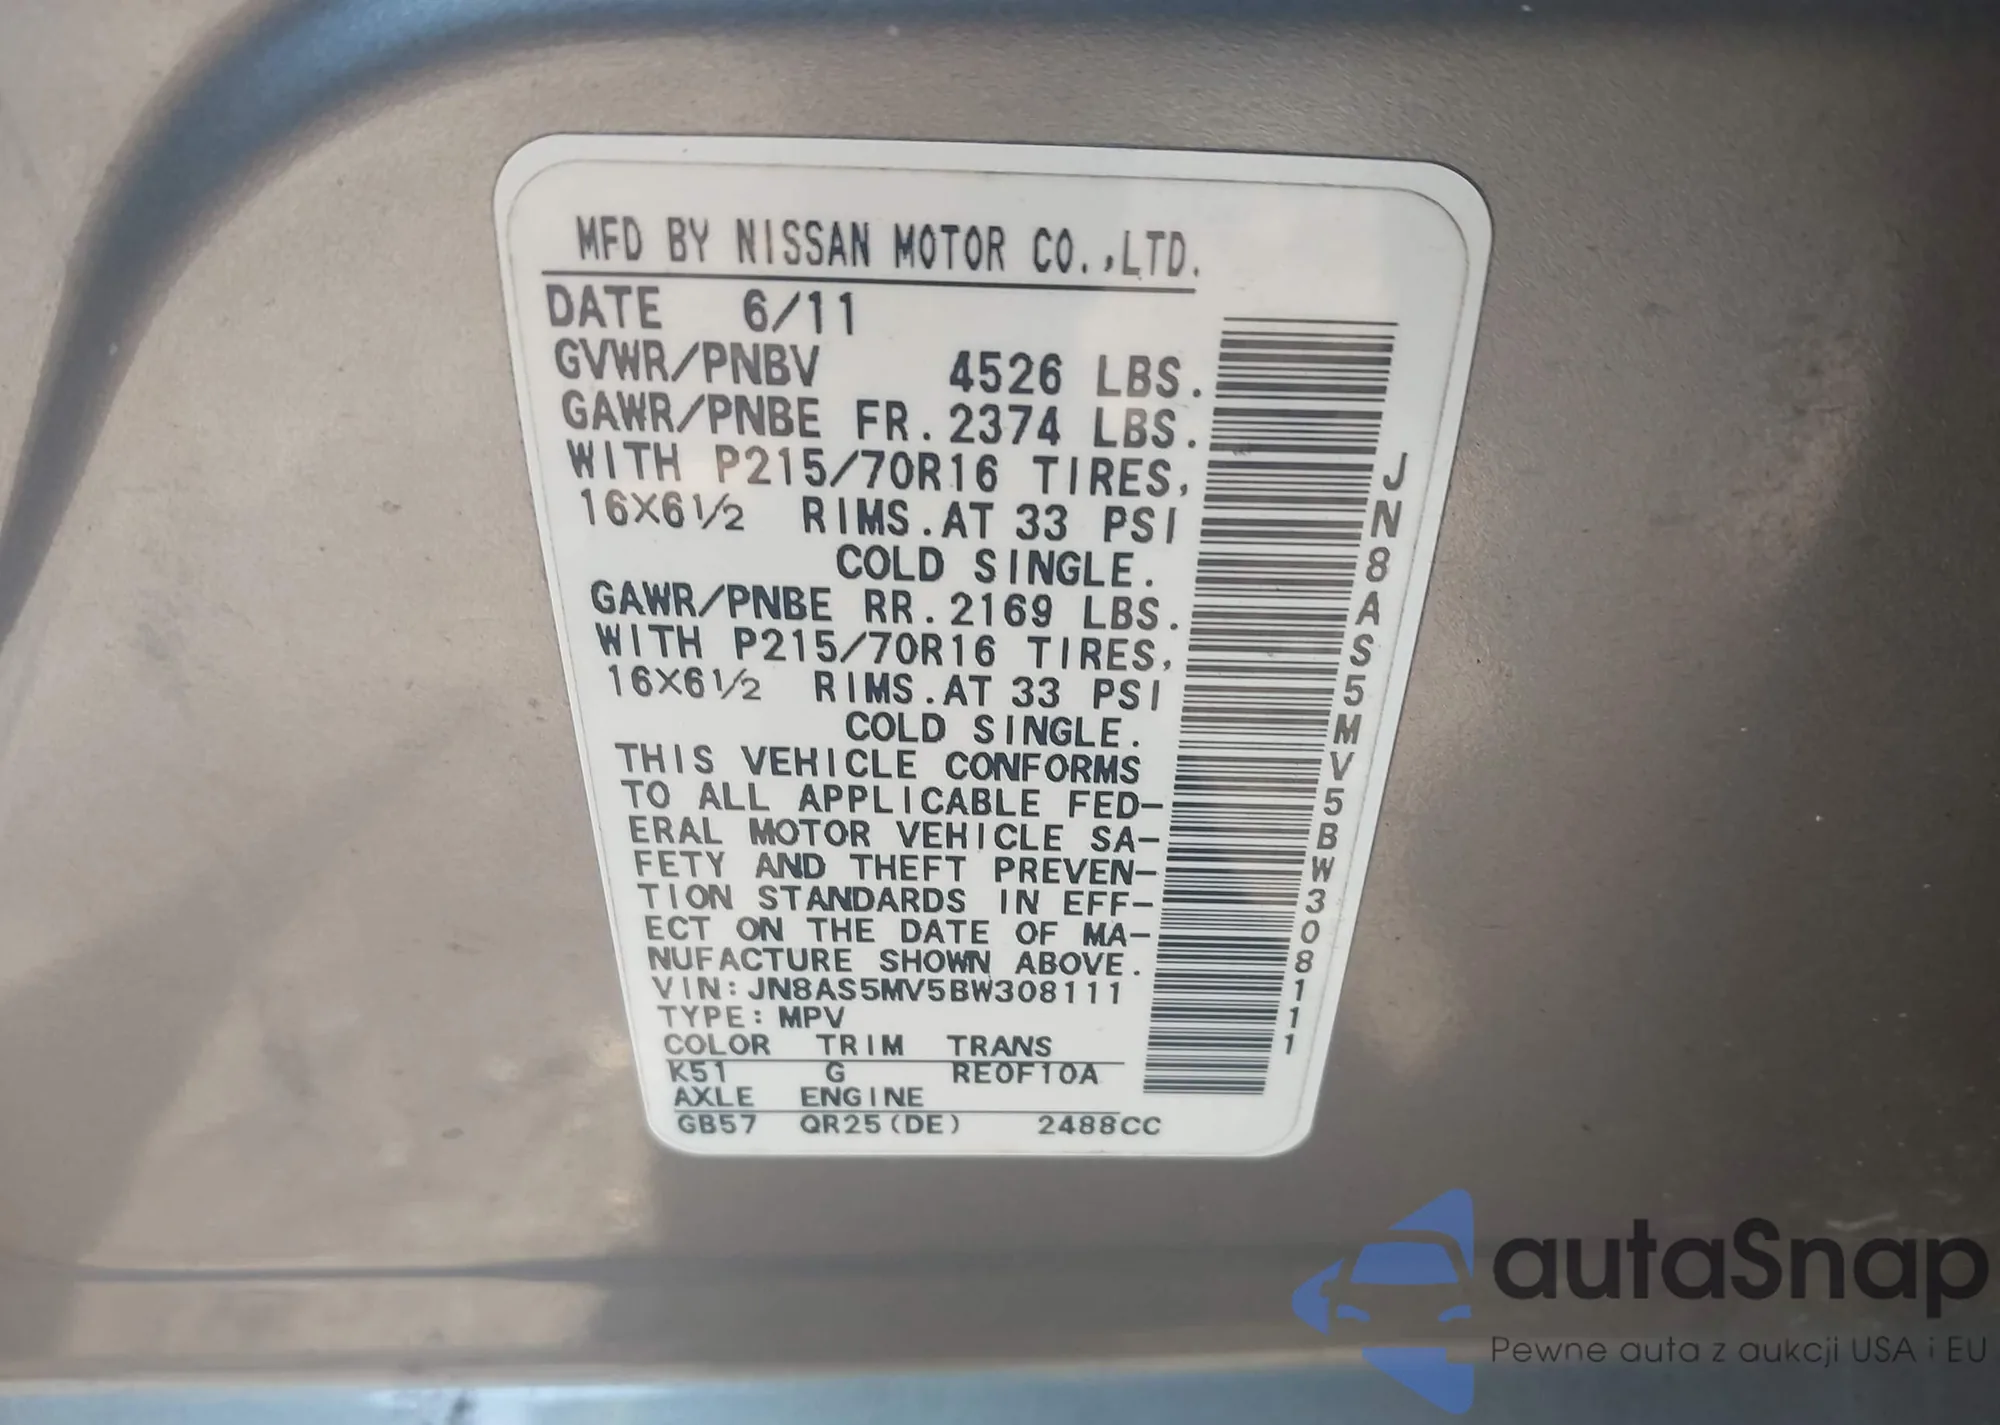 MFD BY NISSAN MOTOR CO.,LTD.
DATE 6/11
GVWR/PNBV 4526 LBS.
GAWR/PNBE FR.2374 LBS.
WITH P215/70R16 TIRES,
16X6½ RIMS.AT 33 PSI
COLD SINGLE.
GAWR/PNBE RR.2169 LBS.
WITH P215/70R16 TIRES,
16X6½ RIMS.AT 33 PSI
COLD SINGLE.
THIS VEHICLE CONFORMS
TO ALL APPLICABLE FED-
ERAL MOTOR VEHICLE SA-
FETY AND THEFT PREVEN-
TION STANDARDS IN EFF-
ECT ON THE DATE OF MA-
NUFACTURE SHOWN ABOVE.
VIN:JN8AS5MV5BW308111
TYPE:MPV
COLOR TRIM TRANS
K51 G RE0F10A
AXLE ENGINE
GB57 QR25(DE) 2488CC
JN8AS5MV5BW308111
autaSnap
Pewne auta z aukcji USA i EU